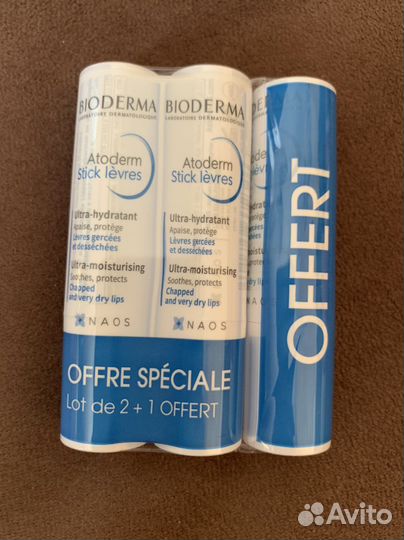 BIODERMA
LABORATOIRE DERMATOLOGIQUE
Atoderm
Stick lèvres
Ultra-hydratant
Apaise, protège
Lèvres gercées
et desséchées
Ultra-moisturising
Soothes, protects
Chapped
and very dry lips
NAOS
BIODERMA
LABORATOIRE DERMATOLOGIQUE
Atoderm
Stick lèvres
Ultra-hydratant
Apaise, protège
Lèvres gercées
et desséchées
Ultra-moisturising
Soothes, protects
Chapped
and very dry lips
NAOS
OFFERT
OFFRE SPÉCIALE
Lot de 2 + 1 OFFERT
Avito